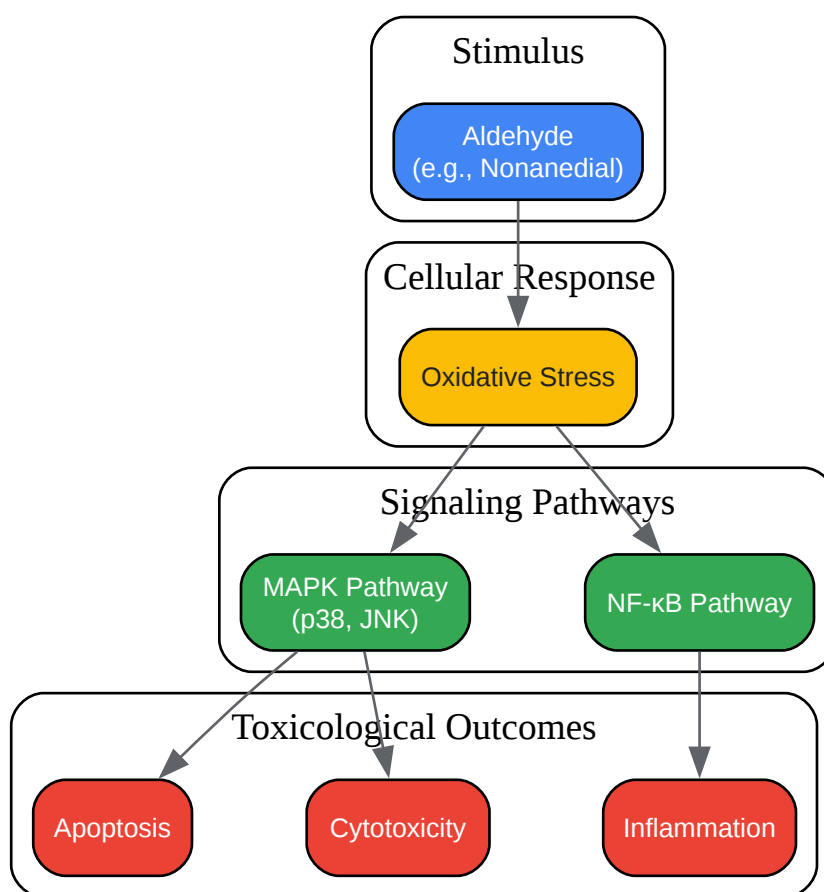 Stimulus
Aldehyde
(e.g., Nonanedial)
Cellular Response
Oxidative Stress
Signaling Pathways
MAPK Pathway
(p38, JNK)
NF-κB Pathway
Toxicological Outcomes
Apoptosis
Cytotoxicity
Inflammation